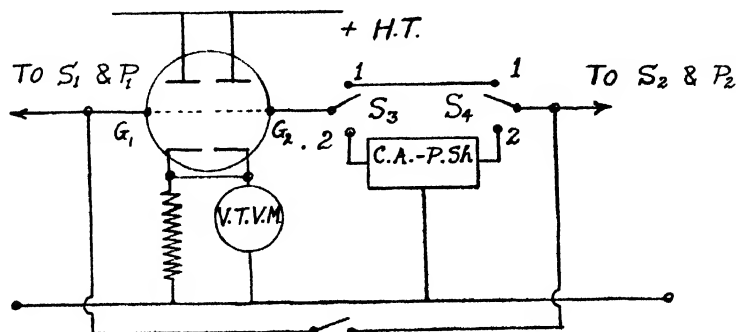 + H.T.
TO S₁ & P₁
1
1
TO S₂ & P₂
S₃
S₄
G₁
G₂
. 2
2
C.A.-P.Sh
V.T.V.M